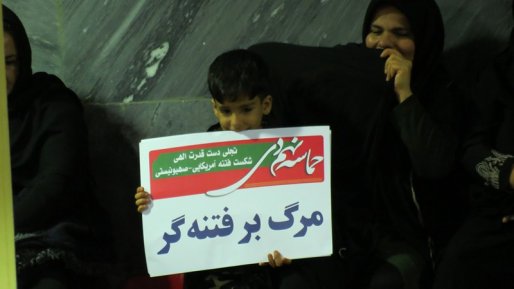 حماسه نهم دی
تجلی دست قدرت الهی
شکست فتنه آمریکایی-صهیونیستی
مرگ بر فتنه‌گر